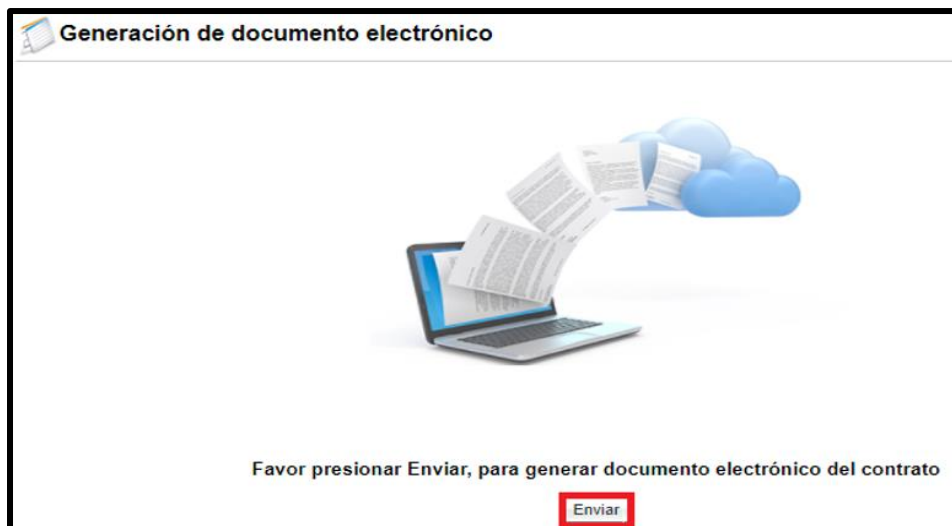 Generación de documento electrónico
Favor presionar Enviar, para generar documento electrónico del contrato
Enviar